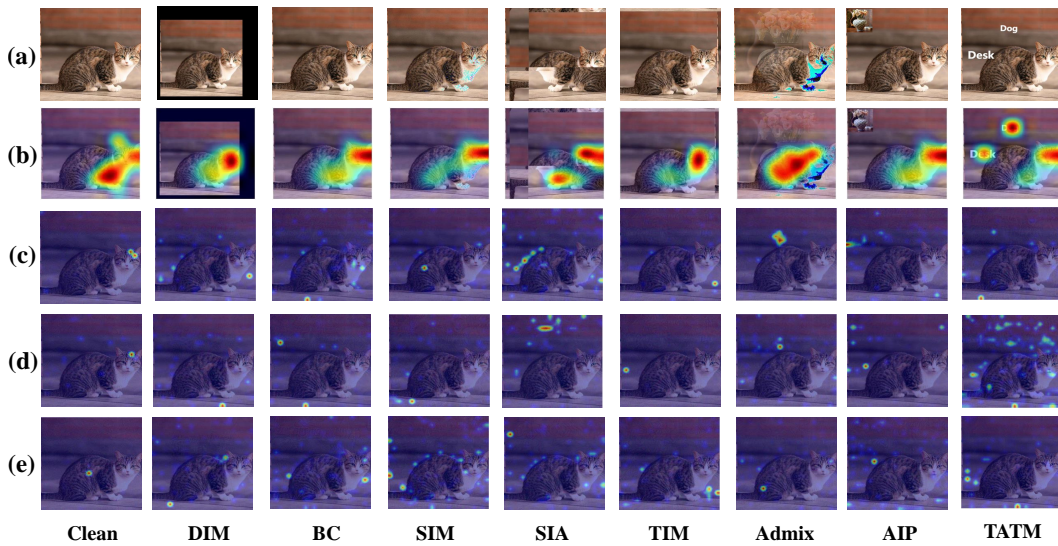 (a)
Dog
Desk
(b)
D
Desk
(c)
(d)
(e)
Clean DIM BC SIM SIA TIM Admix AIP TATM